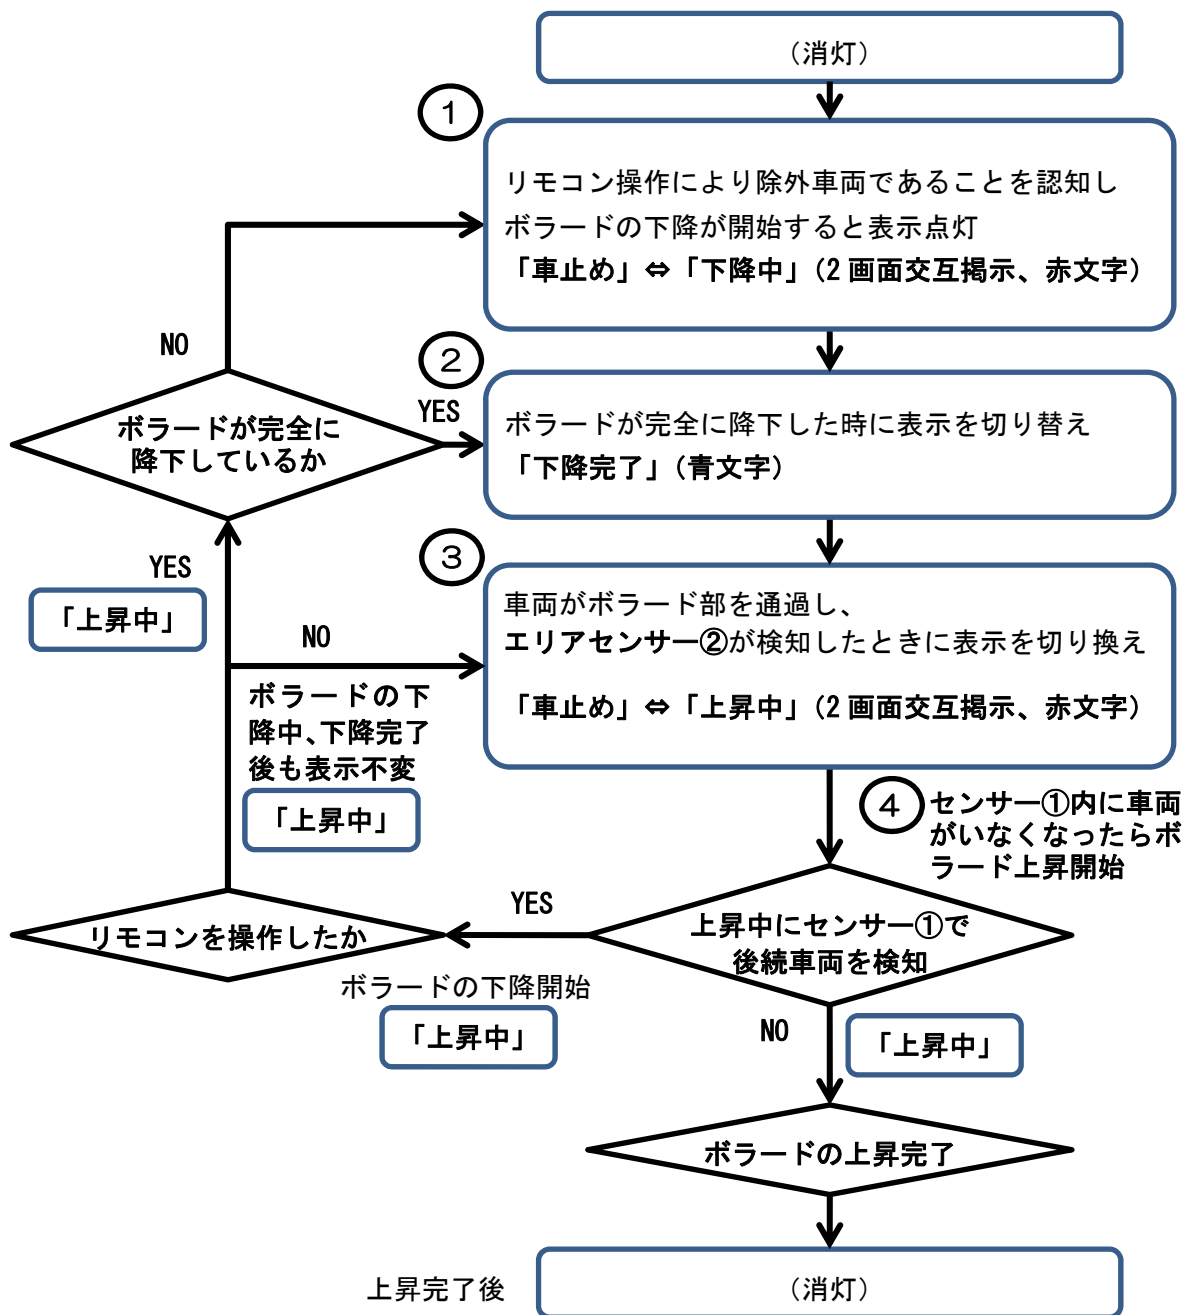 （消灯）
①
リモコン操作により除外車両であることを認知し
ボラードの下降が開始すると表示点灯
「車止め」⇔「下降中」（2画面交互掲示、赤文字）
NO
②
YES
ボラードが完全に
降下しているか
ボラードが完全に降下した時に表示を切り替え
「下降完了」（青文字）
③
YES
「上昇中」
NO
車両がボラード部を通過し、
エリアセンサー②が検知したときに表示を切り換え
「車止め」⇔「上昇中」（2画面交互掲示、赤文字）
ボラードの下
降中、下降完了
後も表示不変
「上昇中」
④
センサー①内に車両
がいなくなったらボ
ラード上昇開始
YES
リモコンを操作したか
上昇中にセンサー①で
後続車両を検知
ボラードの下降開始
「上昇中」
NO
「上昇中」
ボラードの上昇完了
上昇完了後
（消灯）